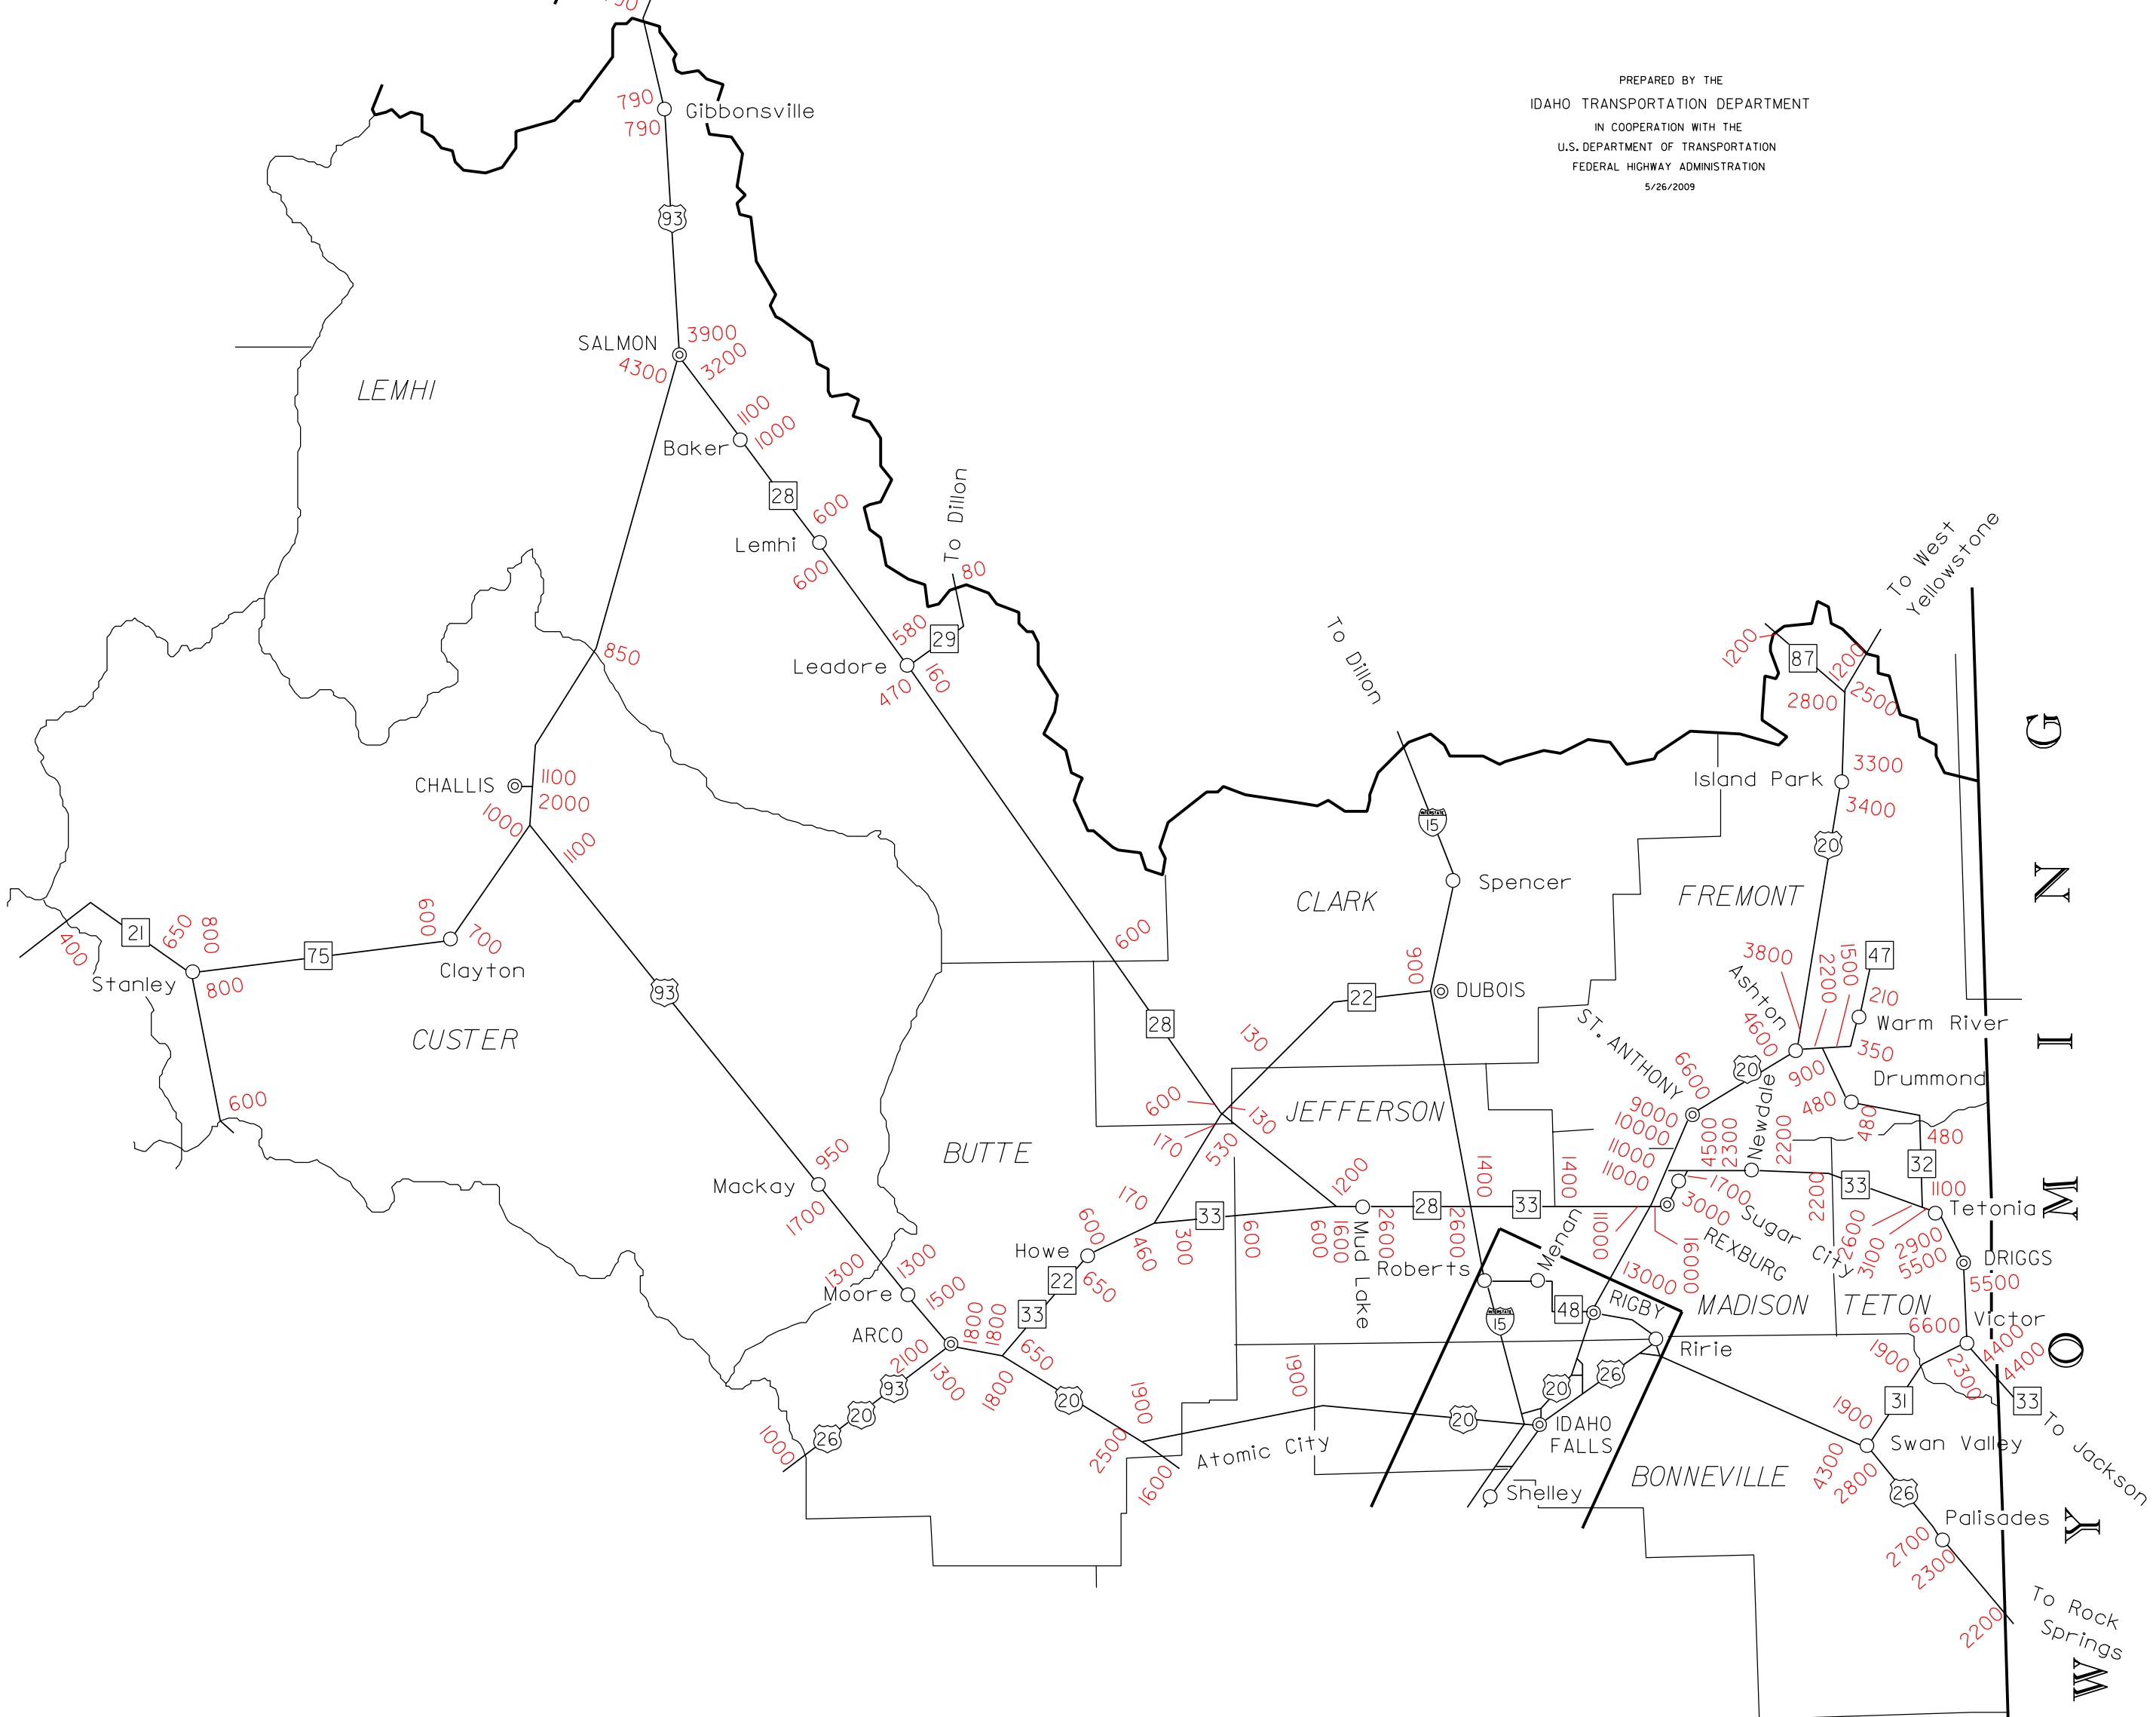 PREPARED BY THE
IDAHO TRANSPORTATION DEPARTMENT
IN COOPERATION WITH THE
U.S. DEPARTMENT OF TRANSPORTATION
FEDERAL HIGHWAY ADMINISTRATION
5/26/2009
790
Gibbonsville
790
93
SALMON
3900
3200
4300
LEMHI
1100
1000
Baker
28
600
Lemhi
600
To Dillon
80
580
29
Leadore
160
470
850
To Dillon
To West
Yellowstone
1200
87
1200
2800
2500
3300
Island Park
3400
20
CHALLIS
1100
2000
1000
1100
INTERSTATE
15
Spencer
CLARK
FREMONT
600
900
600
700
Clayton
75
21
650
800
400
Stanley
800
93
CUSTER
600
22
DUBOIS
28
130
600
130
170
530
JEFFERSON
BUTTE
3800
2200
1500
47
210
Ashton
Warm River
4600
350
900
Drummond
20
480
480
480
ST. ANTHONY
6600
9000
10000
11000
11000
4500
2300
Newdale
2200
32
33
1100
Tetonia
2200
2600
3100
2900
5500
DRIGGS
5500
1700
3000
Sugar City
REXBURG
16000
11000
13000
MADISON
TETON
950
Mackay
1700
1300
1300
Moore
1500
ARCO
1800
1800
2100
1300
1800
650
93
20
26
1000
20
1900
2500
1600
Atomic City
1900
20
Howe
600
650
22
33
170
460
300
33
600
1200
600
1600
Mud Lake
2600
28
1400
2600
33
1400
Roberts
Menan
48
RIGBY
INTERSTATE
15
Ririe
26
20
IDAHO
FALLS
Shelley
Victor
6600
4400
4400
2300
1900
31
33
To Jackson
1900
Swan Valley
4300
2800
BONNEVILLE
26
Palisades
2700
2300
2200
To Rock
Springs
W Y O M I N G